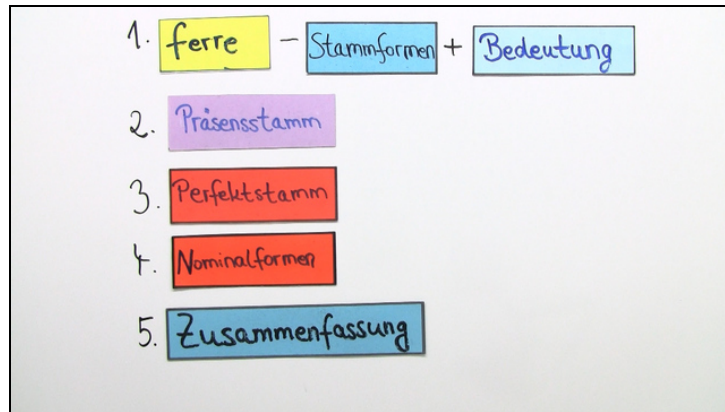 1. ferre - Stammformen + Bedeutung
2. Präsensstamm
3. Perfektstamm
4. Nominalformen
5. Zusammenfassung